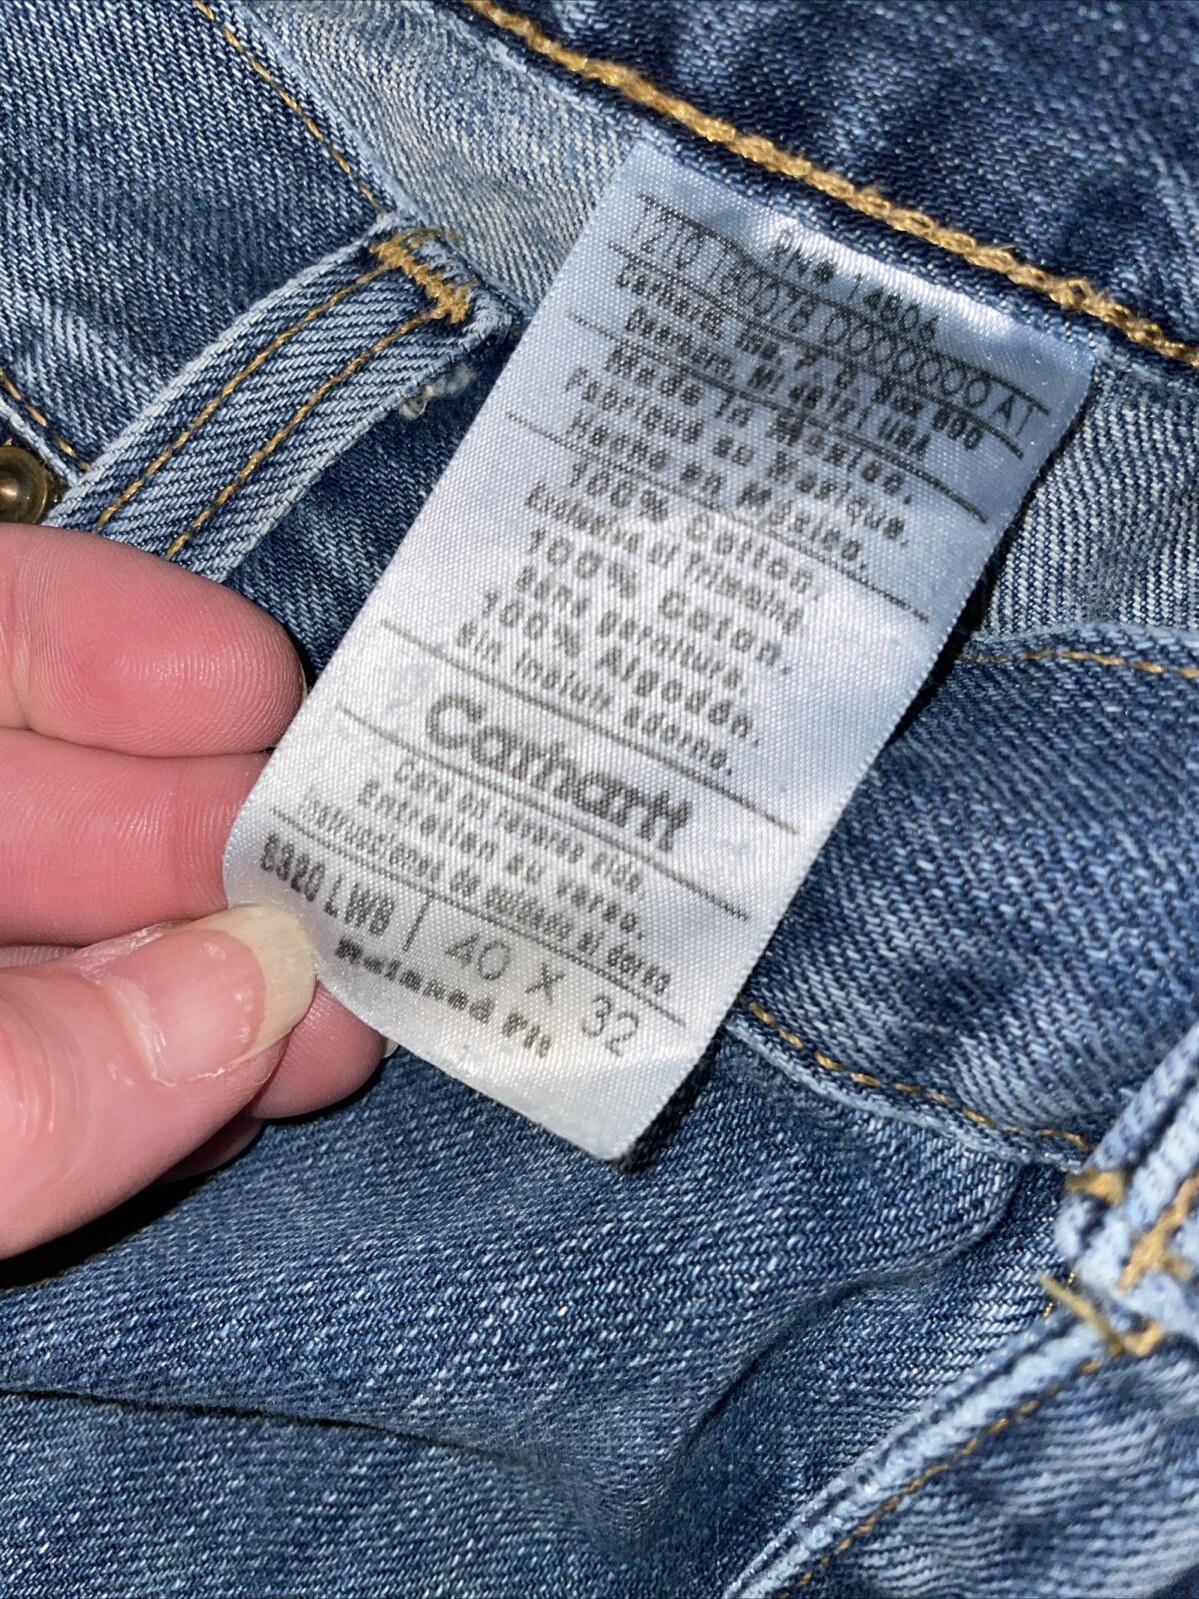 RN# 14806
Carhartt, Inc. P O Box 600
Dearborn, MI 48121 USA
Made in Mexico.
Fabriqué au Mexique.
Hecho en México.
100% Cotton
Exclusive of Trimming
100% Coton.
Sans garniture.
100% Algodón.
Sin incluir adorno.
Carhartt
Care on reverse side.
Entretien au verso.
Instrucciones de cuidado al dorso
LWB | 40 X 32
Relaxed Fit